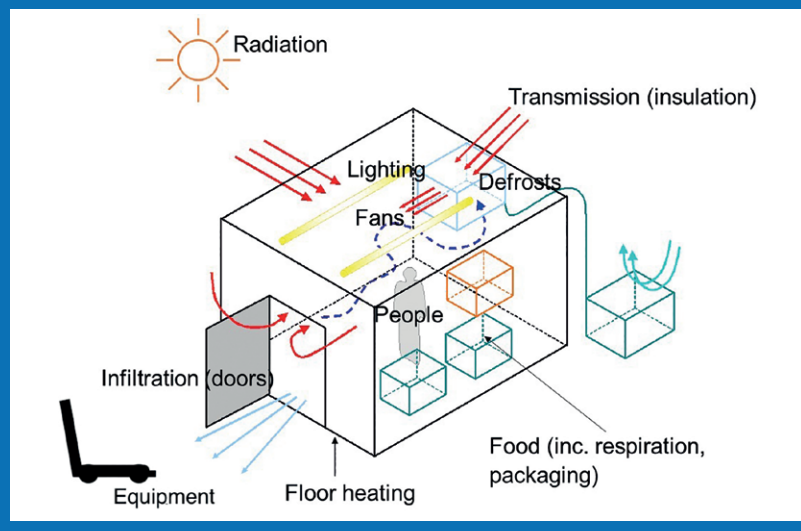 Radiation
Transmission (insulation)
Lighting
Defrosts
Fans
People
Infiltration (doors)
Food (inc. respiration,
packaging)
Equipment
Floor heating